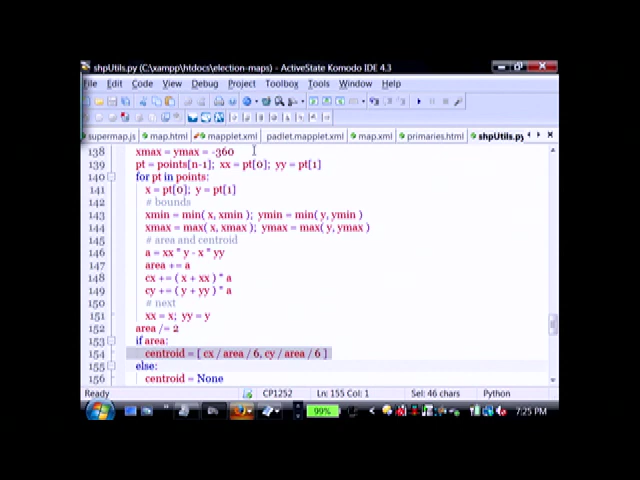 shpUtils.py (C:\xampp\htdocs\election-maps) - ActiveState Komodo IDE 4.3
File Edit Code View Debug Project Toolbox Tools Window Help
supermap.js map.html mapplet.xml padlet.mapplet.xml map.xml primaries.html shpUtils.py
138 xmax = ymax = -360
139 pt = points[n-1]; xx = pt[0]; yy = pt[1]
140 for pt in points:
141 x = pt[0]; y = pt[1]
142 # bounds
143 xmin = min( x, xmin ); ymin = min( y, ymin )
144 xmax = max( x, xmax ); ymax = max( y, ymax )
145 # area and centroid
146 a = xx * y - x * yy
147 area += a
148 cx += ( x + xx ) * a
149 cy += ( y + yy ) * a
150 # next
151 xx = x; yy = y
152 area /= 2
153 if area:
154 centroid = [ cx / area / 6, cy / area / 6 ]
155 else:
156 centroid = None
Ready CP1252 Ln: 155 Col: 1 Sel: 46 chars Python
99% 7:25 PM